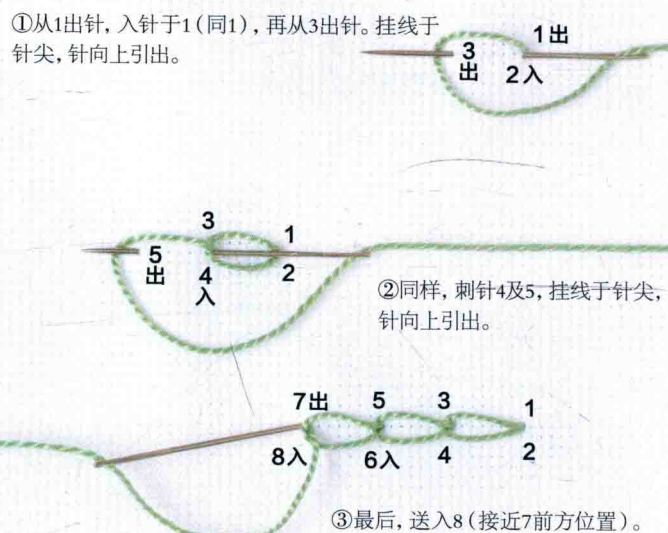 ①从1出针，入针于1（同1），再从3出针。挂线于
针尖，针向上引出。
1出
3
出
2入
3
1
5
出
4
入
2
②同样，刺针4及5，挂线于针尖，
针向上引出。
7出 5 3 1
8入 6入 4 2
③最后，送入8（接近7前方位置）。